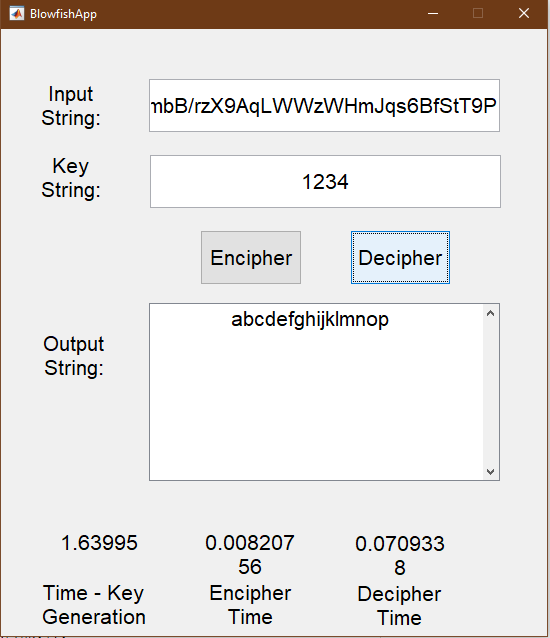 BlowfishApp
Input
String:
mbB/rzX9AqLWWzWHmJqs6BfStT9P
Key
String:
1234
Encipher
Decipher
Output
String:
abcdefghijklmnop
1.63995
0.008207
56
0.070933
8
Time - Key
Generation
Encipher
Time
Decipher
Time